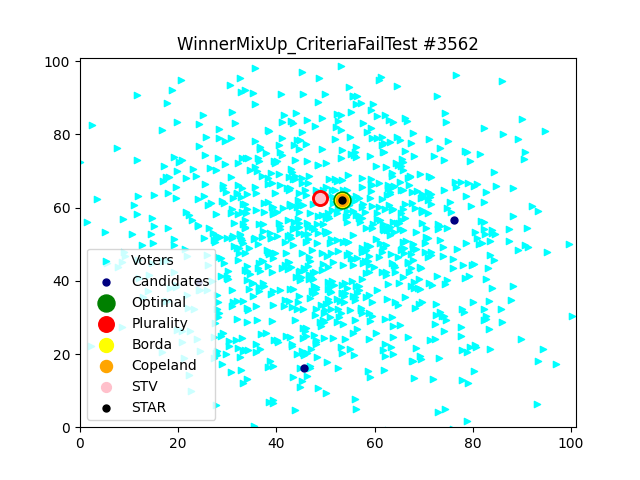 WinnerMixUp_CriteriaFailTest #3562
100
80
60
40
20
0
Voters
Candidates
Optimal
Plurality
Borda
Copeland
STV
STAR
0 20 40 60 80 100